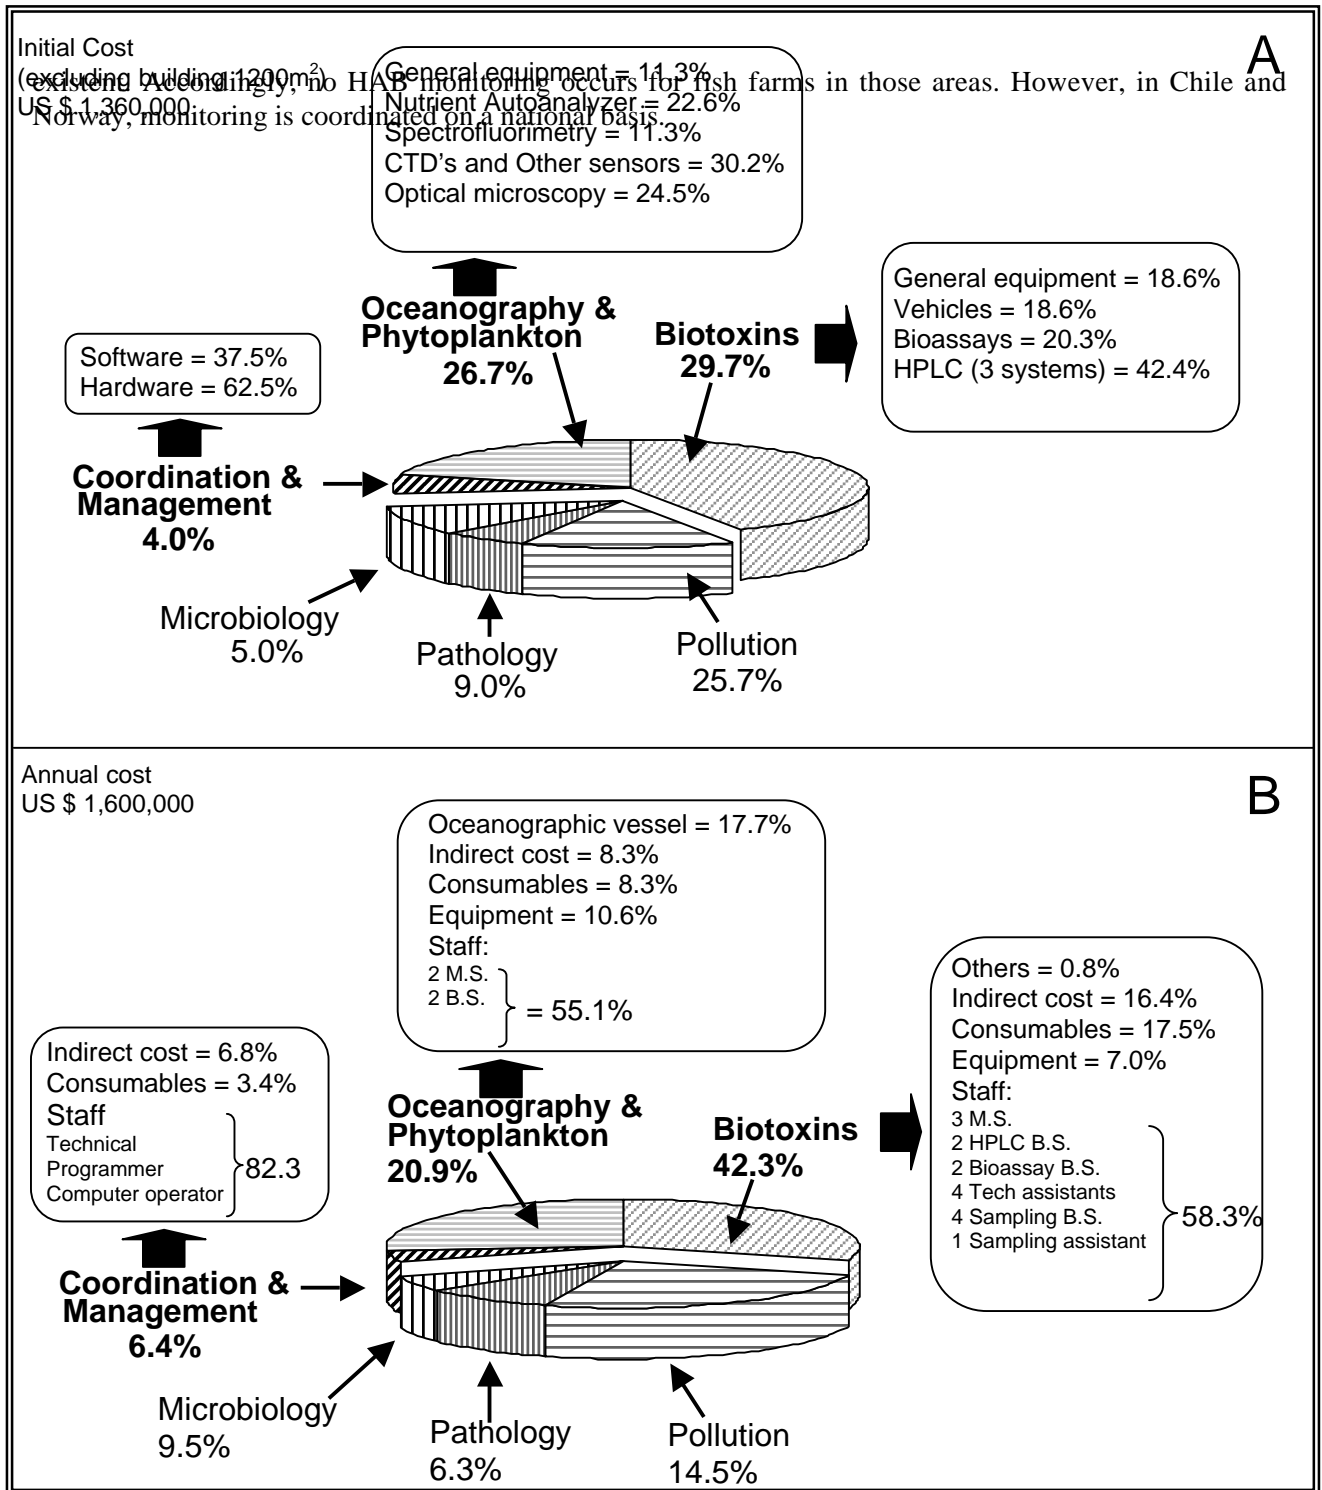 Initial Cost
(excluding building 1200m2)
US $ 1,360,000
existent. Accordingly, no HAB monitoring occurs for fish farms in those areas. However, in Chile and
Norway, monitoring is coordinated on a national basis.
A
General equipment = 11.3%
Nutrient Autoanalyzer = 22.6%
Spectrofluorimetry = 11.3%
CTD's and Other sensors = 30.2%
Optical microscopy = 24.5%
General equipment = 18.6%
Vehicles = 18.6%
Bioassays = 20.3%
HPLC (3 systems) = 42.4%
Oceanography &
Phytoplankton
26.7%
Biotoxins
29.7%
Software = 37.5%
Hardware = 62.5%
Coordination &
Management
4.0%
Microbiology
5.0%
Pathology
9.0%
Pollution
25.7%
Annual cost
US $ 1,600,000
B
Oceanographic vessel = 17.7%
Indirect cost = 8.3%
Consumables = 8.3%
Equipment = 10.6%
Staff:
2 M.S.
2 B.S.
= 55.1%
Others = 0.8%
Indirect cost = 16.4%
Consumables = 17.5%
Equipment = 7.0%
Staff:
3 M.S.
2 HPLC B.S.
2 Bioassay B.S.
4 Tech assistants
4 Sampling B.S.
1 Sampling assistant
58.3%
Indirect cost = 6.8%
Consumables = 3.4%
Staff
Technical
Programmer
Computer operator
82.3
Oceanography &
Phytoplankton
20.9%
Biotoxins
42.3%
Coordination &
Management
6.4%
Microbiology
9.5%
Pathology
6.3%
Pollution
14.5%